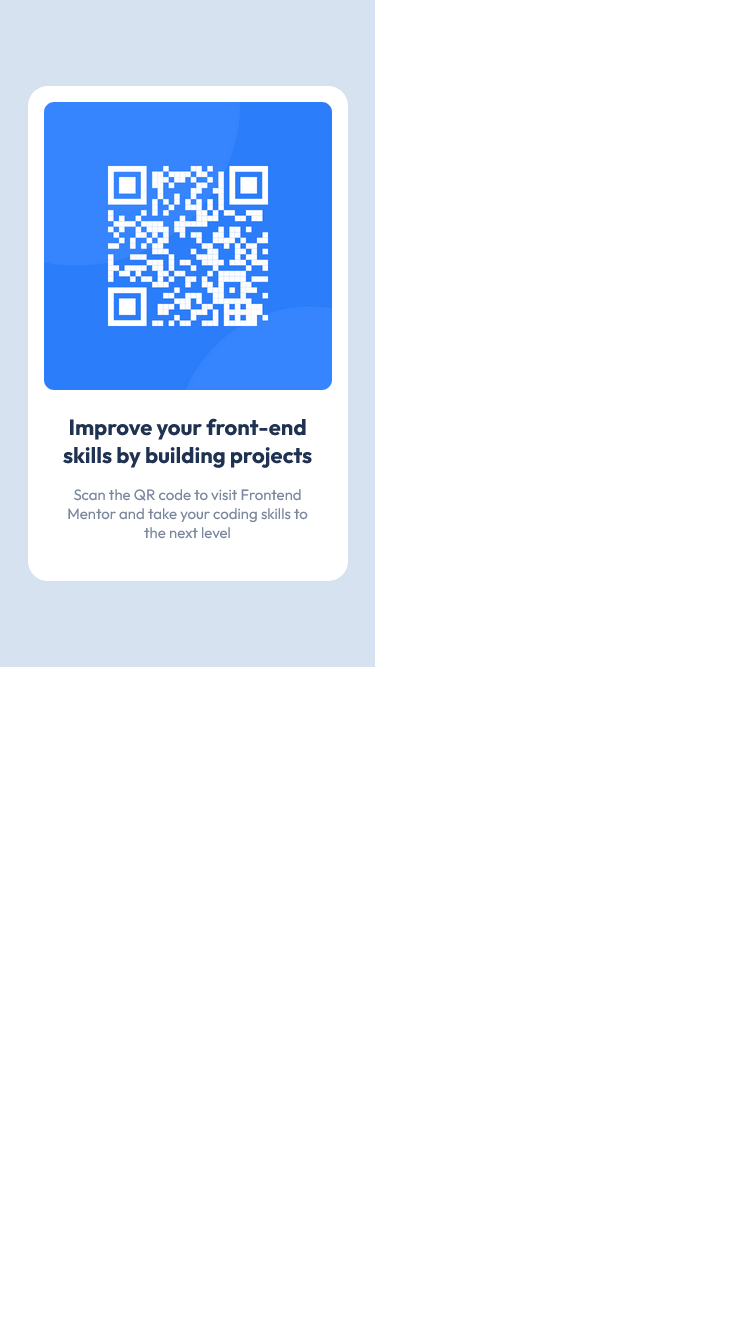 Improve your front-end
skills by building projects
Scan the QR code to visit Frontend
Mentor and take your coding skills to
the next level